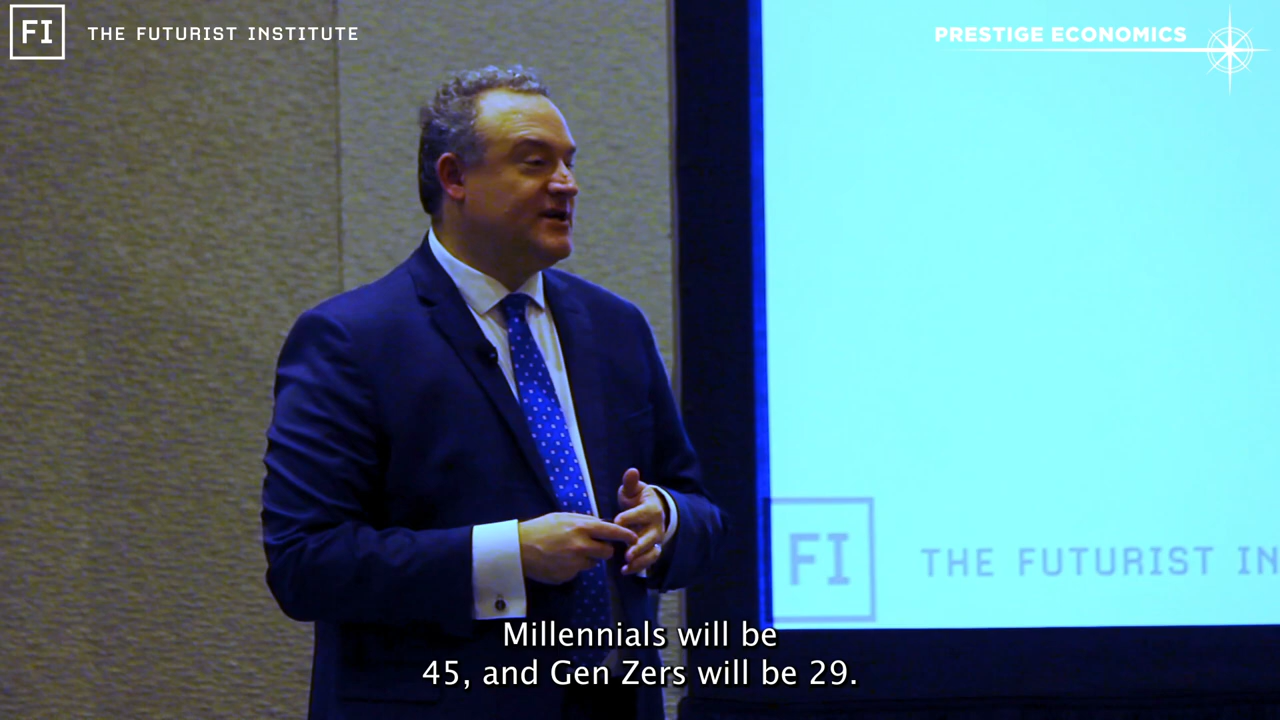 FI THE FUTURIST INSTITUTE
PRESTIGE ECONOMICS
FI THE FUTURIST IN
Millennials will be
45, and Gen Zers will be 29.